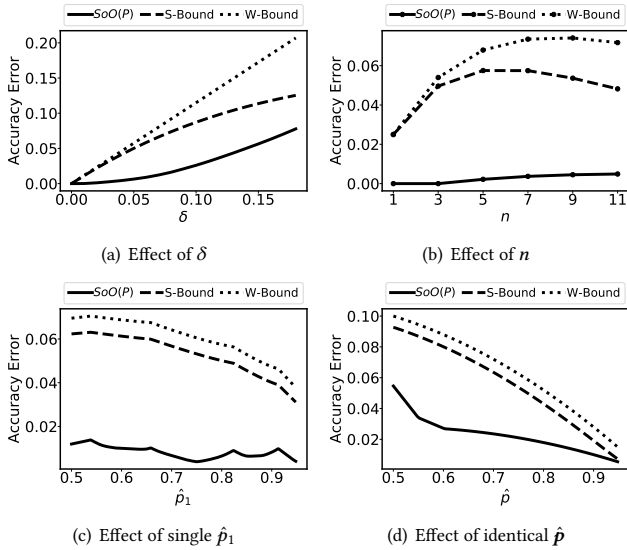 SoO(P) S-Bound W-Bound
Accuracy Error
0.20
0.15
0.10
0.05
0.00
0.00 0.05 0.10 0.15
δ
(a) Effect of δ
SoO(P) S-Bound W-Bound
Accuracy Error
0.06
0.04
0.02
0.00
1 3 5 7 9 11
n
(b) Effect of n
SoO(P) S-Bound W-Bound
Accuracy Error
0.06
0.04
0.02
0.5 0.6 0.7 0.8 0.9
p̂₁
(c) Effect of single p̂₁
SoO(P) S-Bound W-Bound
Accuracy Error
0.10
0.08
0.06
0.04
0.02
0.5 0.6 0.7 0.8 0.9
p̂
(d) Effect of identical p̂